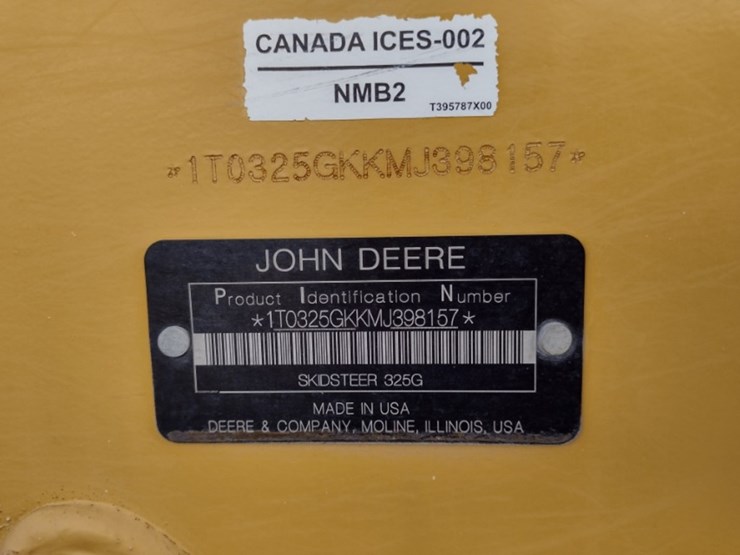 CANADA ICES-002
NMB2
T395787X00
*1T0325GKKMJ398157*
JOHN DEERE
Product Identification Number
*1T0325GKKMJ398157*
SKIDSTEER 325G
MADE IN USA
DEERE & COMPANY, MOLINE, ILLINOIS, USA